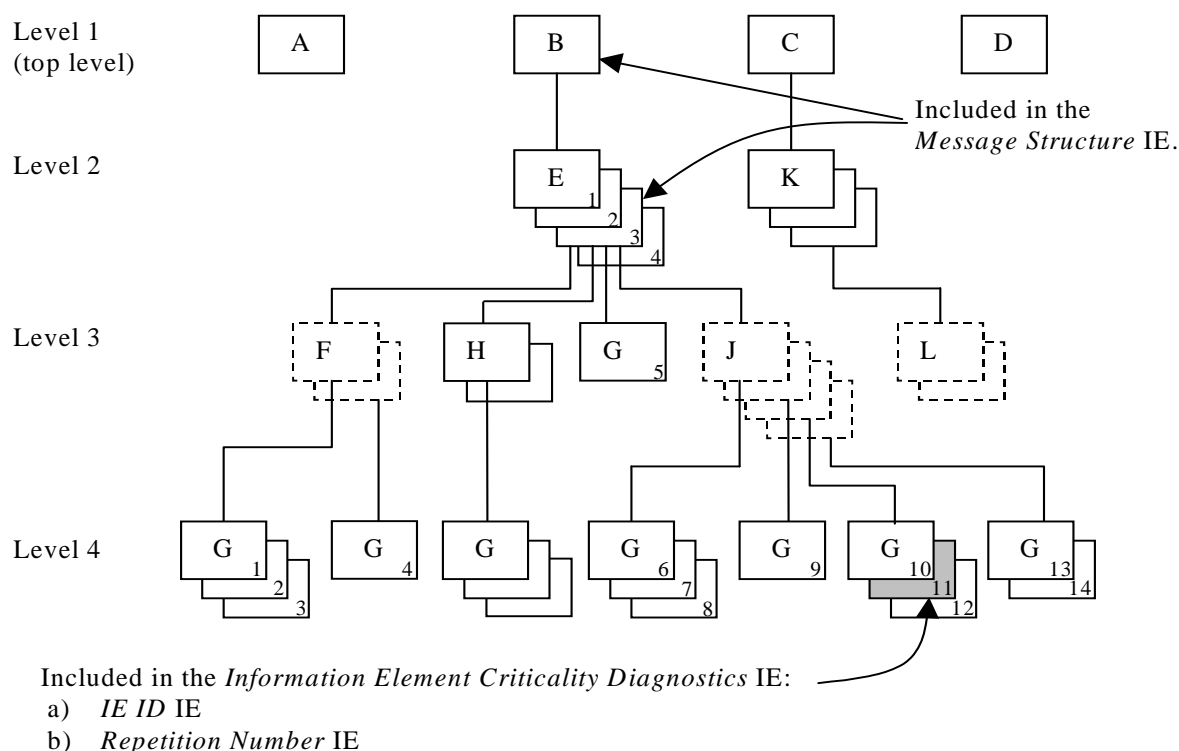 Level 1
(top level)
A
B
C
D
Included in the
Message Structure IE.
Level 2
E
1
2
3
4
K
Level 3
F
H
G
5
J
L
Level 4
G
1
2
3
G
4
G
G
6
7
8
G
9
G
10
11
12
G
13
14
Included in the Information Element Criticality Diagnostics IE:
a) IE ID IE
b) Repetition Number IE